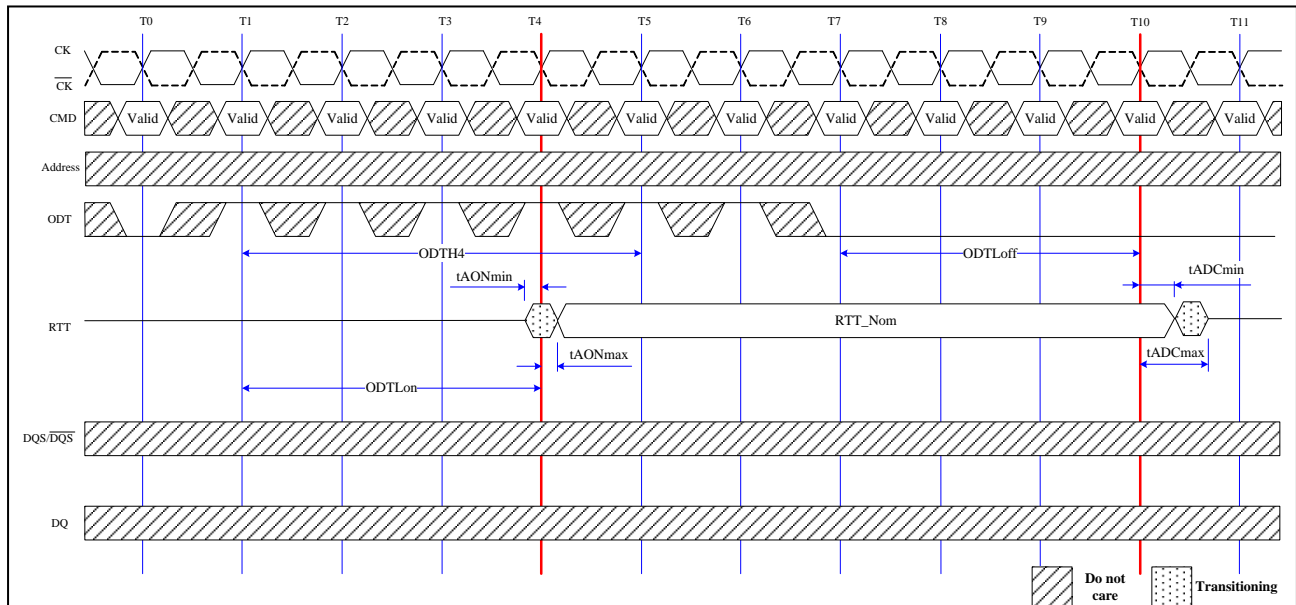 T0 T1 T2 T3 T4 T5 T6 T7 T8 T9 T10 T11
CK
CK
CMD Valid Valid Valid Valid Valid Valid Valid Valid Valid Valid Valid Valid
Address
ODT
ODTH4 ODTLoff
tAONmin tADCmin
RTT RTT_Nom
tAONmax tADCmax
ODTLon
DQS/DQS
DQ
Do not care Transitioning